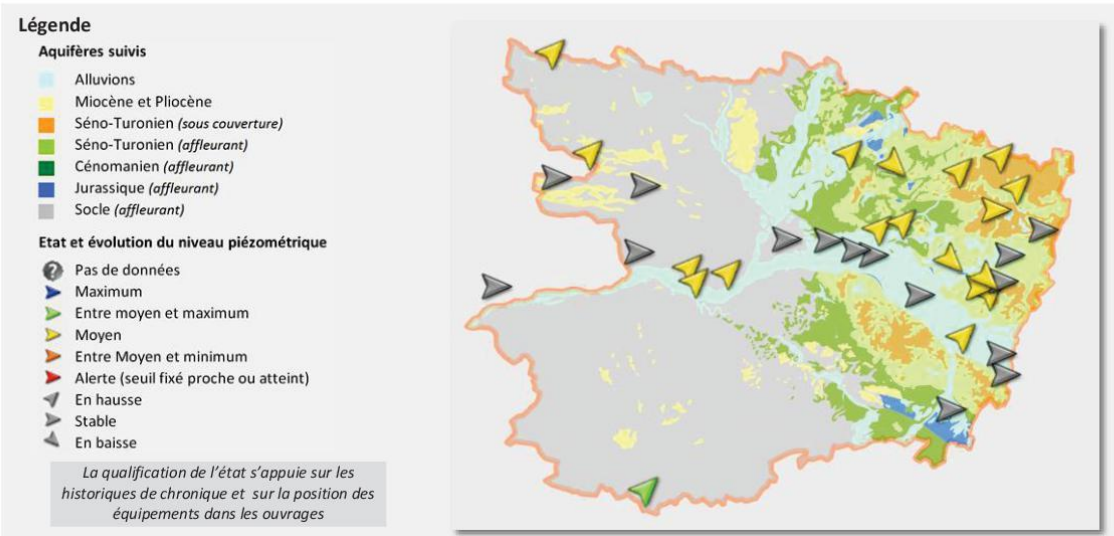 Légende
Aquifères suivis
Alluvions
Miocène et Pliocène
Séno-Turonien (sous couverture)
Séno-Turonien (affleurant)
Cénomanien (affleurant)
Jurassique (affleurant)
Socle (affleurant)
Etat et évolution du niveau piézométrique
? Pas de données
Maximum
Entre moyen et maximum
Moyen
Entre Moyen et minimum
Alerte (seuil fixé proche ou atteint)
En hausse
Stable
En baisse
La qualification de l'état s'appuie sur les
historiques de chronique et sur la position des
équipements dans les ouvrages